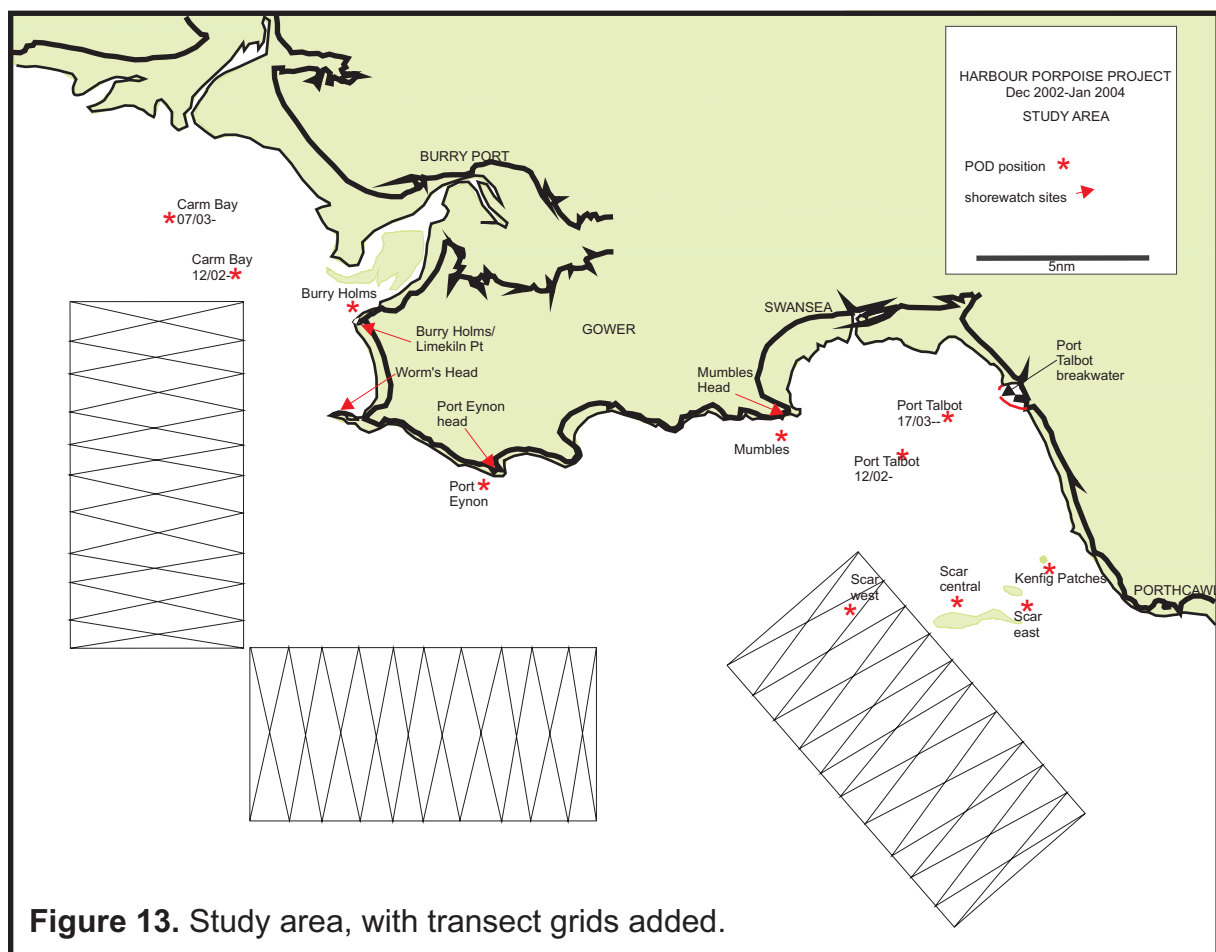 HARBOUR PORPOISE PROJECT
Dec 2002-Jan 2004
STUDY AREA
POD position
shorewatch sites
5nm
BURRY PORT
Carm Bay
07/03-
Carm Bay
12/02-
Burry Holms
Burry Holms/
Limekiln Pt
Worm's Head
GOWER
SWANSEA
Port Eynon
head
Port
Eynon
Mumbles
Head
Mumbles
Port
Talbot
breakwater
Port Talbot
17/03--
Port Talbot
12/02-
Scar
west
Scar
central
Scar
east
Kenfig Patches
PORTHCAWL
Figure 13. Study area, with transect grids added.